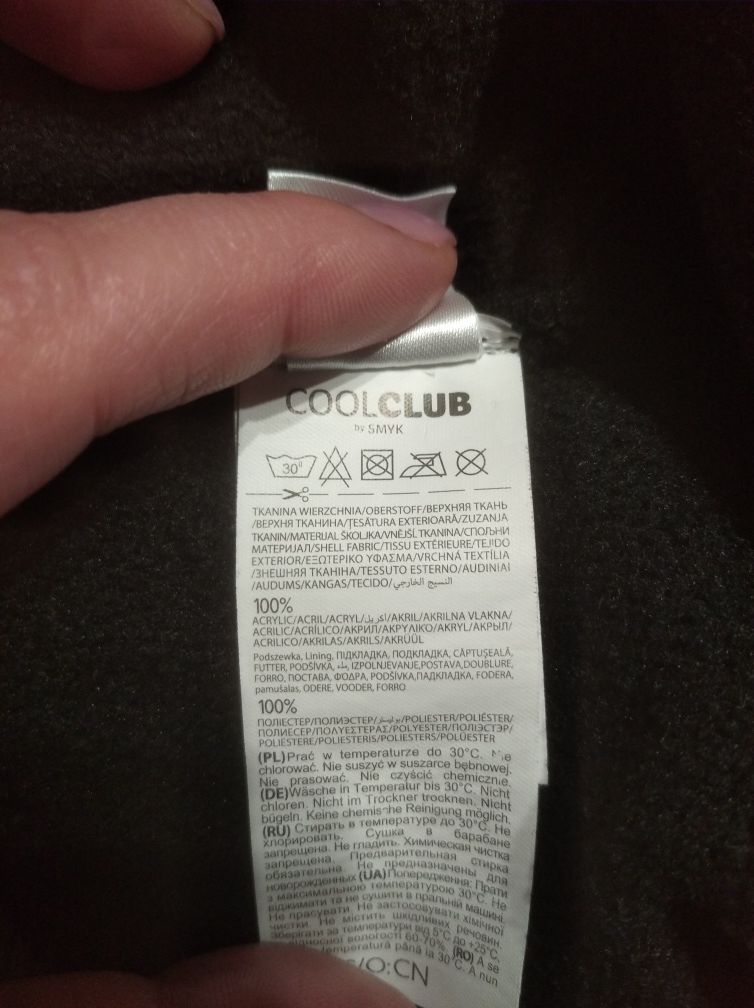 COOLCLUB
by SMYK
30°
TKANINA WIERZCHNIA/OBERSTOFF/ВЕРХНЯЯ ТКАНЬ
/ВЕРХНЯ ТКАНИНА/ŢESĂTURA EXTERIOARĂ/ZUZANJA
TKANIN/MATERIJAL ŠKOLJKA/VNĚJŠÍ TKANINA/СПОЉНИ
МАТЕРИЈАЛ/SHELL FABRIC/TISSU EXTÉRIEURE/TEJIDO
EXTERIOR/ΕΞΩΤΕΡΙΚΟ ΥΦΑΣΜΑ/VRCHNÁ TEXTÍLIA
/ЗНЕШНЯЯ ТКАНІНА/TESSUTO ESTERNO/AUDINIAI
/AUDUMS/KANGAS/TECIDO/النسيج الخارجي
100%
ACRYLIC/ACRIL/ACRYL/اكريل/AKRIL/AKRILNA VLAKNA/
ACRILIC/ACRÍLICO/АКРИЛ/ΑΚΡΥΛΙΚΟ/AKRYL/АКРЫЛ/
ACRILICO/AKRILAS/AKRILS/AKRÜÜL
Podszewka, Lining, ПІДКЛАДКА, ПОДКЛАДКА, CĂPTUŞEALĂ,
FUTTER, PODŠÍVKA, IZPOLNJEVANJE,POSTAVA,DOUBLURE,
FORRO, ПОСТАВА, ΦΟΔΡΑ, PODŠÍVKA,ПАДКЛАДКА, FODERA,
pamušalas, ODERE, VOODER, FORRO
100%
ПОЛІЕСТЕР/ПОЛИЭСТЕР/بوليستر/POLIESTER/POLIÉSTER/
ПОЛИЕСЕР/ΠΟΛΥΕΣΤΕΡΑΣ/POLYESTER/ПОЛІЭСТЭР/
POLIESTERE/POLIESTERIS/POLIESTERS/POLÜESTER
(PL)Prać w temperaturze do 30°C. Nie
chlorować. Nie suszyć w suszarce bębnowej.
Nie prasować. Nie czyścić chemicznie.
(DE)Wäsche in Temperatur bis 30°C. Nicht
chloren. Nicht im Trockner trocknen. Nicht
bügeln. Keine chemische Reinigung möglich.
(RU) Стирать в температуре до 30°C. Не
хлорировать. Сушка в барабане
запрещена. Не гладить. Химическая чистка
запрещена. Предварительная стирка
обязательна. Не предназначены для
новорожденных (UA)Попередження: Прати
з максимальною температурою 30°C. Не
віджимати та не сушити в пральній машині.
Не прасувати. Не застосовувати хімічної
чистки. Не містить шкідливих речовин.
Зберігати за температури від 5°C до +25°C,
відносної вологості 60-70% (RO) A se
temperatură până la 30°C. A nu
/O:CN